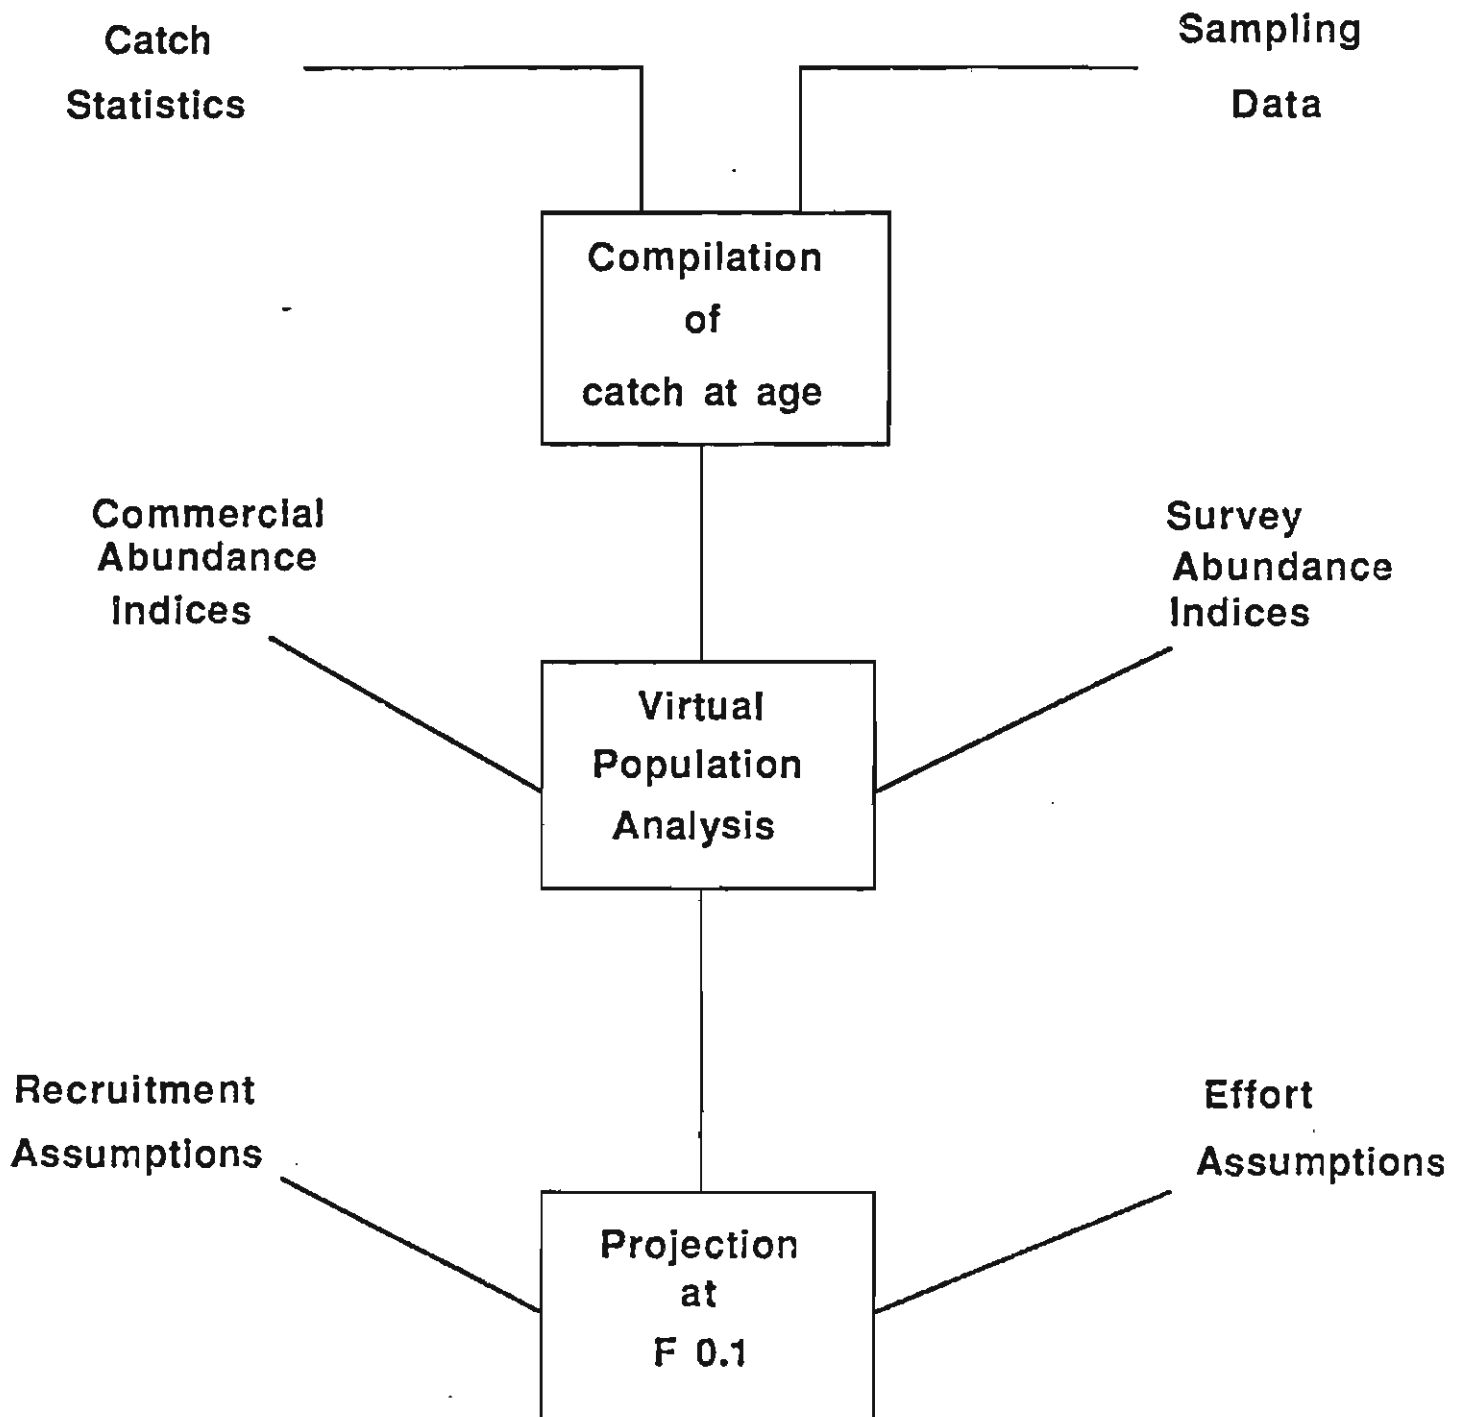 Catch
Statistics
Sampling
Data
Compilation
of
catch at age
Commercial
Abundance
Indices
Survey
Abundance
Indices
Virtual
Population
Analysis
Recruitment
Assumptions
Effort
Assumptions
Projection
at
F 0.1